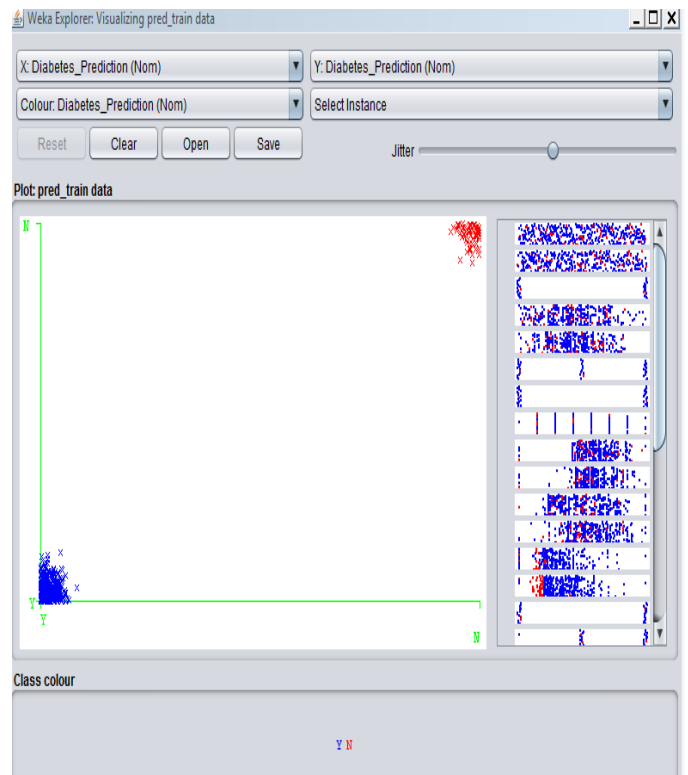 Weka Explorer: Visualizing pred_train data
X: Diabetes_Prediction (Nom)
Y: Diabetes_Prediction (Nom)
Colour: Diabetes_Prediction (Nom)
Select Instance
Reset
Clear
Open
Save
Jitter
Plot: pred_train data
N
Y
Y
N
Class colour
Y N